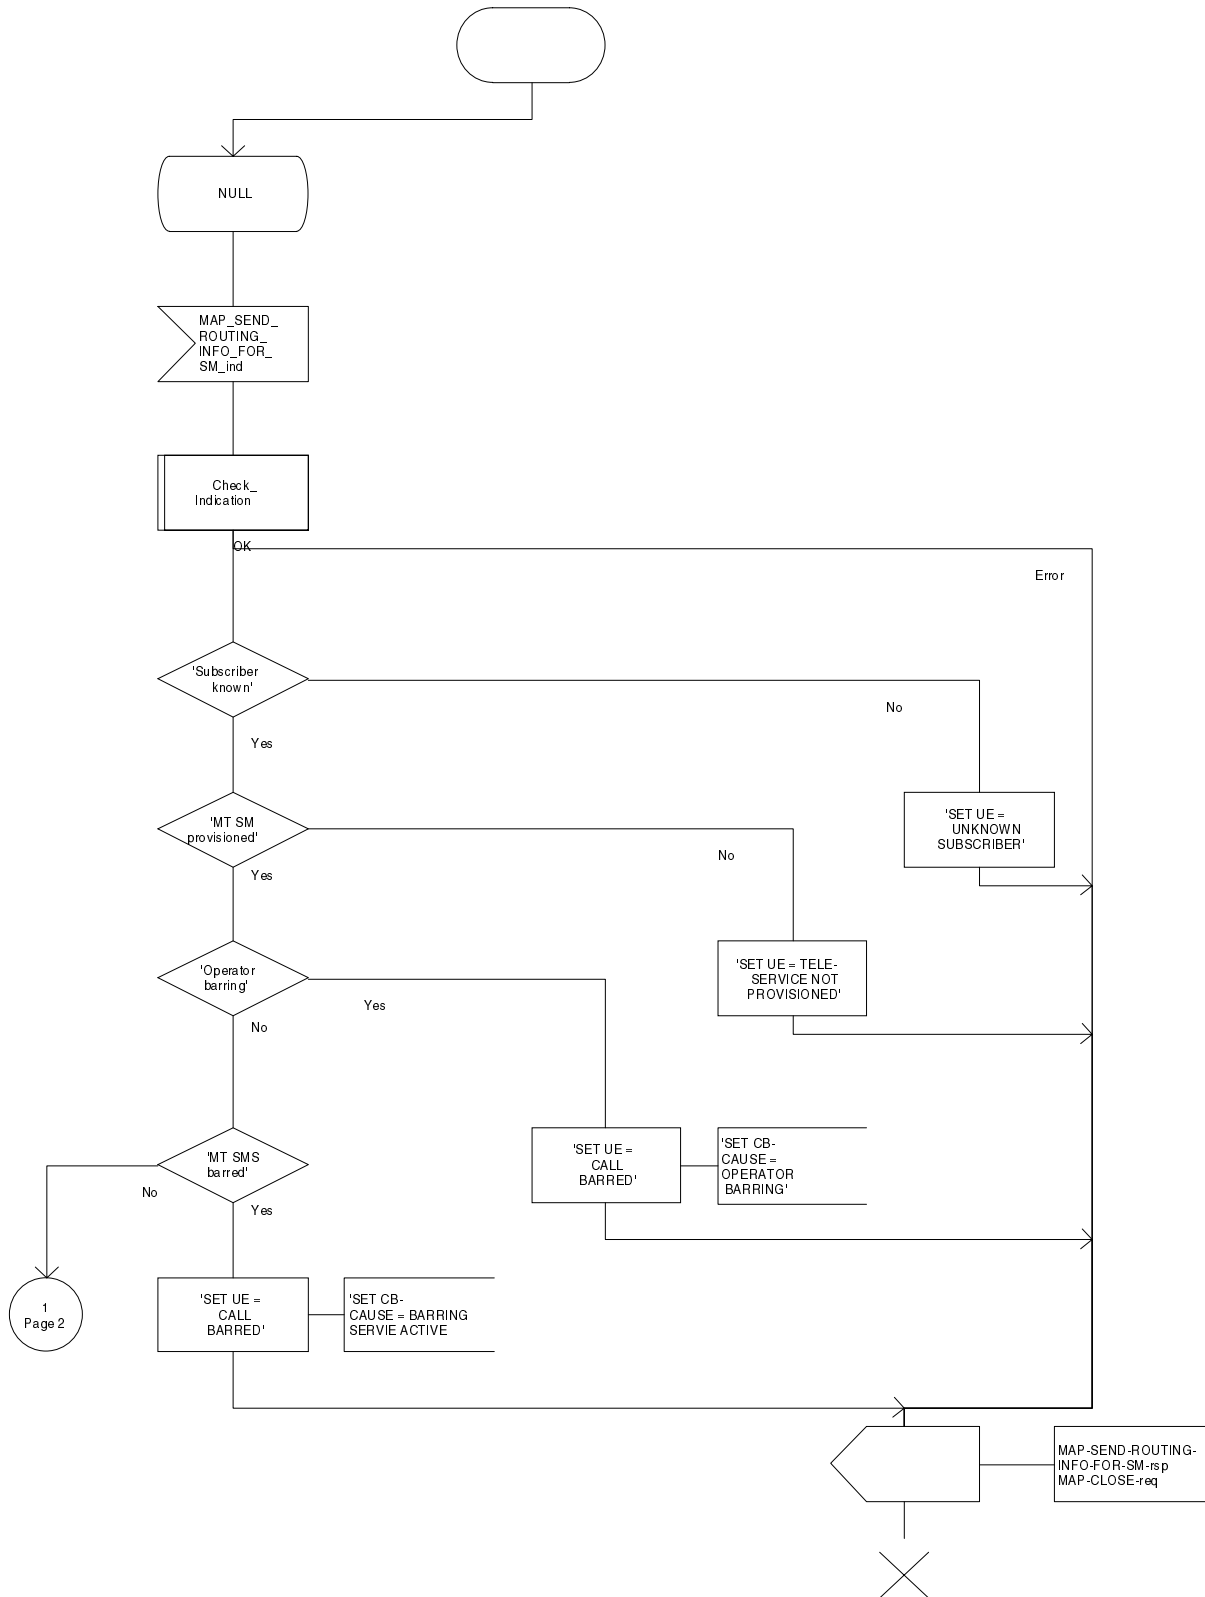 NULL
MAP_SEND_
ROUTING_
INFO_FOR_
SM_ind
Check_
Indication
OK
Error
'Subscriber
known'
No
Yes
'MT SM
provisioned'
No
Yes
'SET UE =
UNKNOWN
SUBSCRIBER'
'Operator
barring'
Yes
No
'SET UE = TELE-
SERVICE NOT
PROVISIONED'
'MT SMS
barred'
No
Yes
'SET UE =
CALL
BARRED'
'SET CB-
CAUSE =
OPERATOR
BARRING'
1
Page 2
'SET UE =
CALL
BARRED'
'SET CB-
CAUSE = BARRING
SERVIE ACTIVE
MAP-SEND-ROUTING-
INFO-FOR-SM-rsp
MAP-CLOSE-req